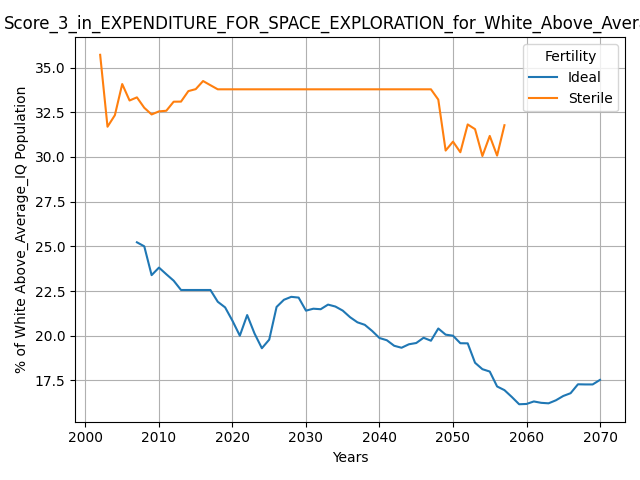 Score_3_in_EXPENDITURE_FOR_SPACE_EXPLORATION_for_White_Above_Aver
Fertility
Ideal
Sterile
% of White Above_Average_IQ Population
35.0
32.5
30.0
27.5
25.0
22.5
20.0
17.5
2000 2010 2020 2030 2040 2050 2060 2070
Years